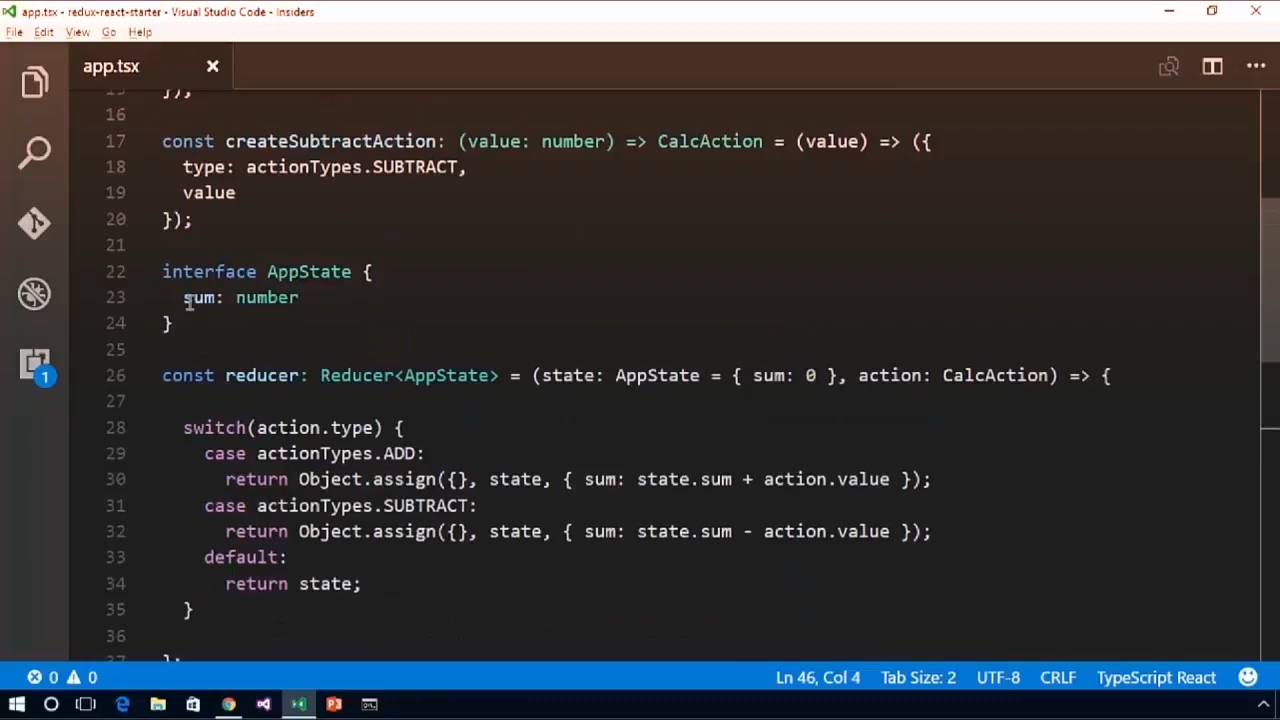 app.tsx - redux-react-starter - Visual Studio Code - Insiders
File Edit View Go Help
app.tsx
15 });
16
17 const createSubtractAction: (value: number) => CalcAction = (value) => ({
18 type: actionTypes.SUBTRACT,
19 value
20 });
21
22 interface AppState {
23 sum: number
24 }
25
26 const reducer: Reducer<AppState> = (state: AppState = { sum: 0 }, action: CalcAction) => {
27
28 switch(action.type) {
29 case actionTypes.ADD:
30 return Object.assign({}, state, { sum: state.sum + action.value });
31 case actionTypes.SUBTRACT:
32 return Object.assign({}, state, { sum: state.sum - action.value });
33 default:
34 return state;
35 }
36
37 };
1
0 0 Ln 46, Col 4 Tab Size: 2 UTF-8 CRLF TypeScript React